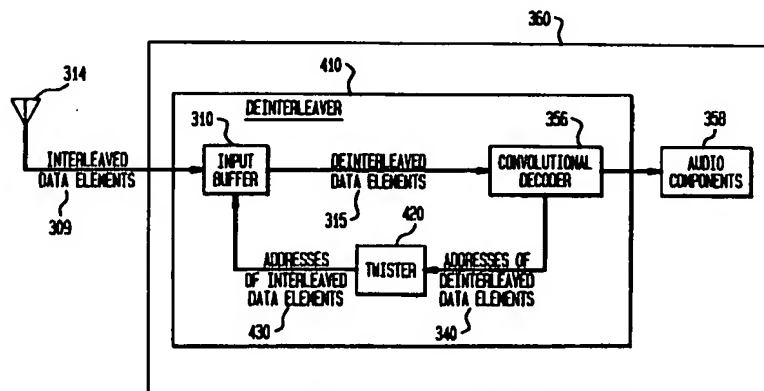 360
314
410
DEINTERLEAVER
310
356
358
INTERLEAVED
DATA ELEMENTS
309
INPUT
BUFFER
DEINTERLEAVED
DATA ELEMENTS
315
CONVOLUTIONAL
DECODER
AUDIO
COMPONENTS
420
TWISTER
ADDRESSES
OF INTERLEAVED
DATA ELEMENTS
430
ADDRESSES OF
DEINTERLEAVED
DATA ELEMENTS
340